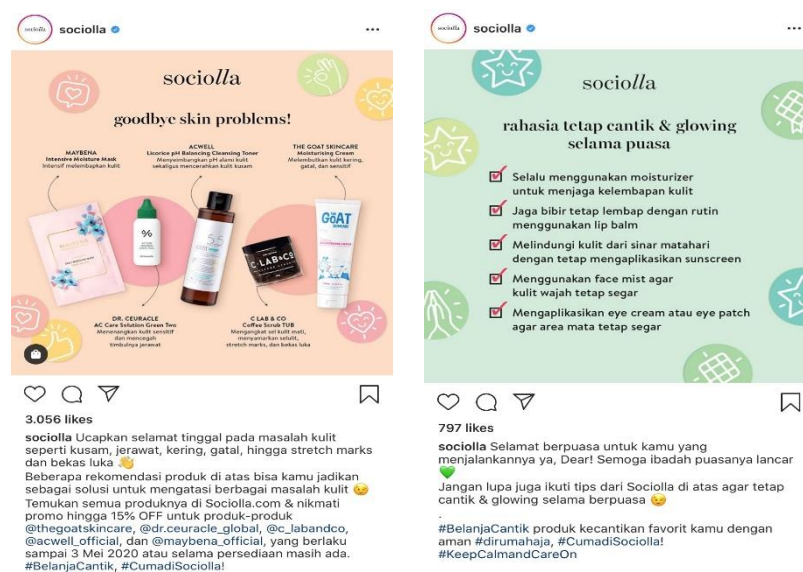 sociolla
sociolla
goodbye skin problems!
MAYBENA
Intensive Moisture Mask
Intensif melembapkan kulit
ACWELL
Licorice pH Balancing Cleansing Toner
Menyeimbangkan pH alami kulit
sekaligus mencerahkan kulit kusam
THE GOAT SKINCARE
Moisturising Cream
Melembutkan kulit kering,
gatal, dan sensitif
5.5
C·LAB&CO
GOAT
DR. CEURACLE
AC Care Solution Green Two
Menenangkan kulit sensitif
dan mencegah
timbulnya jerawat
C LAB & CO
Coffee Scrub TUB
Mengangkat sel kulit mati,
menyamarkan selulit,
stretch marks, dan bekas luka
3.056 likes
sociolla Ucapkan selamat tinggal pada masalah kulit
seperti kusam, jerawat, kering, gatal, hingga stretch marks
dan bekas luka 👋
Beberapa rekomendasi produk di atas bisa kamu jadikan
sebagai solusi untuk mengatasi berbagai masalah kulit 😉
Temukan semua produknya di Sociolla.com & nikmati
promo hingga 15% OFF untuk produk-produk
@thegoatskincare, @dr.ceuracle_global, @c_labandco,
@acwell_official, dan @maybena_official, yang berlaku
sampai 3 Mei 2020 atau selama persediaan masih ada.
#BelanjaCantik, #CumadiSociolla!
sociolla
sociolla
rahasia tetap cantik & glowing
selama puasa
Selalu menggunakan moisturizer
untuk menjaga kelembapan kulit
Jaga bibir tetap lembap dengan rutin
menggunakan lip balm
Melindungi kulit dari sinar matahari
dengan tetap mengaplikasikan sunscreen
Menggunakan face mist agar
kulit wajah tetap segar
Mengaplikasikan eye cream atau eye patch
agar area mata tetap segar
797 likes
sociolla Selamat berpuasa untuk kamu yang
menjalankannya ya, Dear! Semoga ibadah puasanya lancar
💚
Jangan lupa juga ikuti tips dari Sociolla di atas agar tetap
cantik & glowing selama berpuasa 😉
.
#BelanjaCantik produk kecantikan favorit kamu dengan
aman #dirumahaja, #CumadiSociolla!
#KeepCalmandCareOn